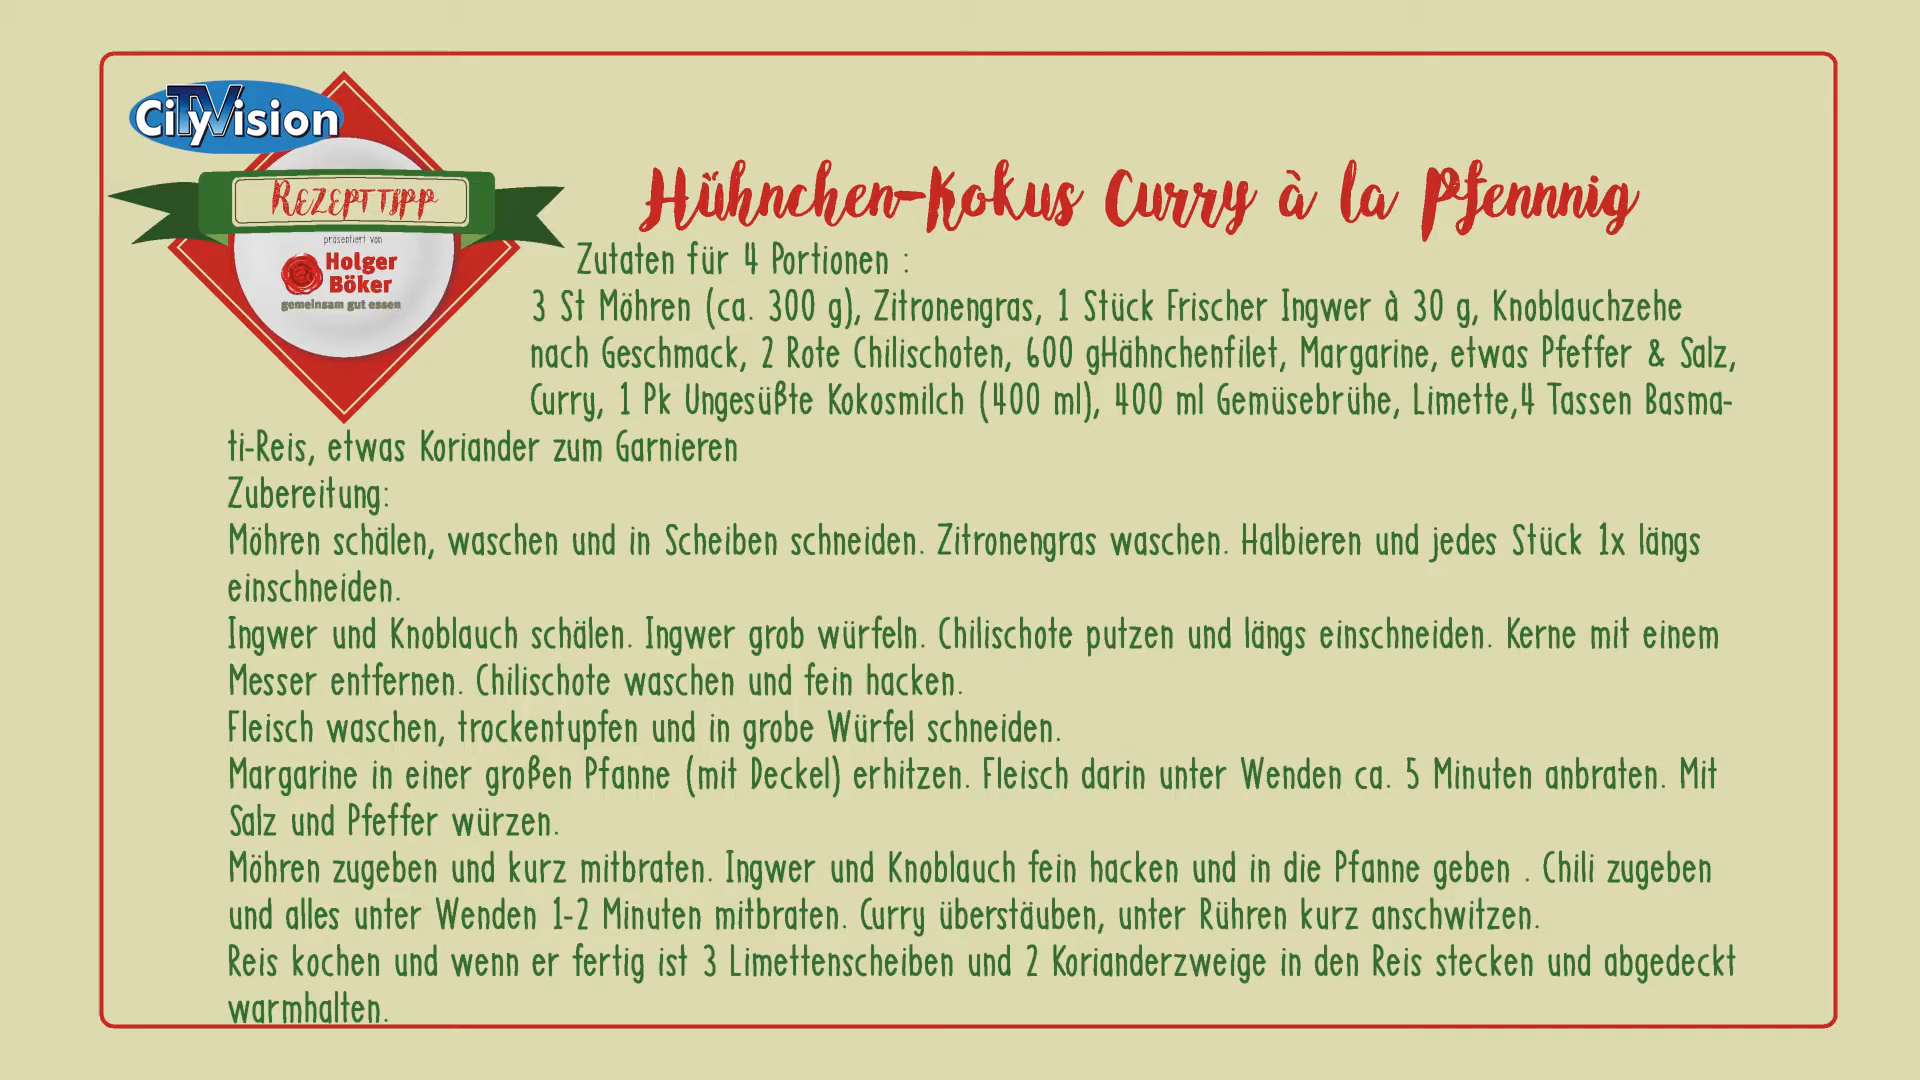 CiTyVision
REZEPTTIPP
präsentiert von
Holger
Böker
gemeinsam gut essen
Hühnchen-Kokus Curry à la Pfennnig
Zutaten für 4 Portionen :
3 St Möhren (ca. 300 g), Zitronengras, 1 Stück Frischer Ingwer à 30 g, Knoblauchzehe
nach Geschmack, 2 Rote Chilischoten, 600 gHähnchenfilet, Margarine, etwas Pfeffer & Salz,
Curry, 1 Pk Ungesüßte Kokosmilch (400 ml), 400 ml Gemüsebrühe, Limette,4 Tassen Basma-
ti-Reis, etwas Koriander zum Garnieren
Zubereitung:
Möhren schälen, waschen und in Scheiben schneiden. Zitronengras waschen. Halbieren und jedes Stück 1x längs
einschneiden.
Ingwer und Knoblauch schälen. Ingwer grob würfeln. Chilischote putzen und längs einschneiden. Kerne mit einem
Messer entfernen. Chilischote waschen und fein hacken.
Fleisch waschen, trockentupfen und in grobe Würfel schneiden.
Margarine in einer großen Pfanne (mit Deckel) erhitzen. Fleisch darin unter Wenden ca. 5 Minuten anbraten. Mit
Salz und Pfeffer würzen.
Möhren zugeben und kurz mitbraten. Ingwer und Knoblauch fein hacken und in die Pfanne geben . Chili zugeben
und alles unter Wenden 1-2 Minuten mitbraten. Curry überstäuben, unter Rühren kurz anschwitzen.
Reis kochen und wenn er fertig ist 3 Limettenscheiben und 2 Korianderzweige in den Reis stecken und abgedeckt
warmhalten.